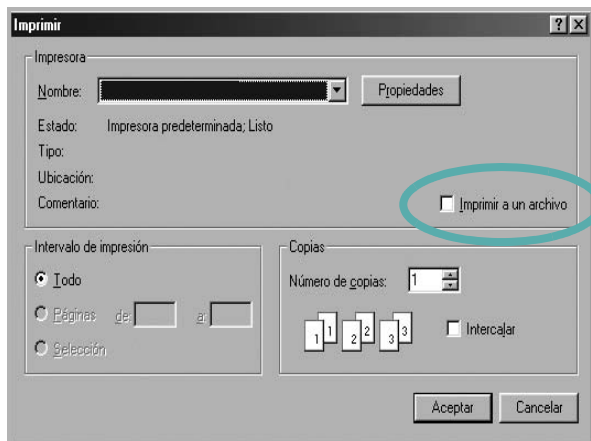 Imprimir
Impresora
Nombre:
Propiedades
Estado: Impresora predeterminada; Listo
Tipo:
Ubicación:
Comentario:
Imprimir a un archivo
Intervalo de impresión
Todo
Páginas de: a:
Selección
Copias
Número de copias: 1
1 1 2 2 3 3
Intercalar
Aceptar Cancelar